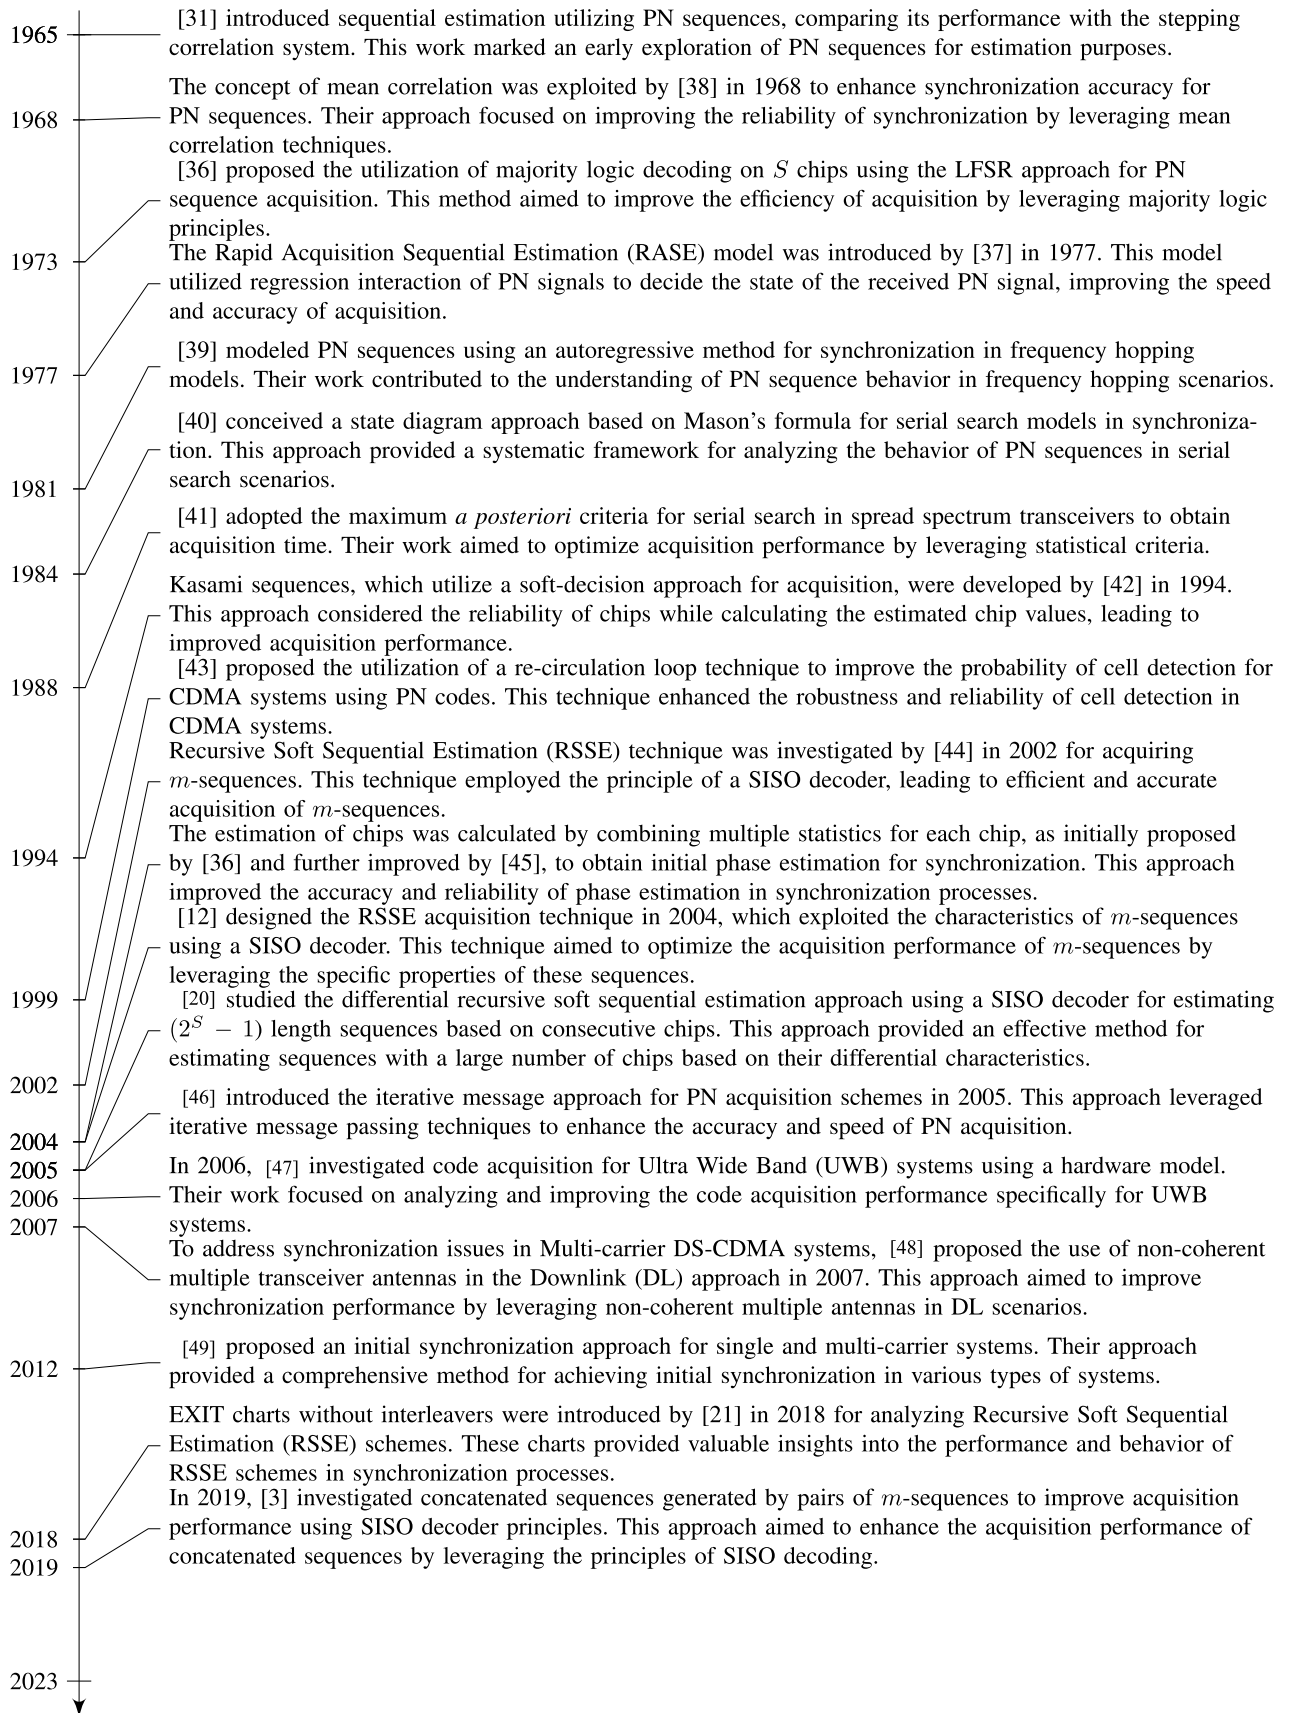 1965
[31] introduced sequential estimation utilizing PN sequences, comparing its performance with the stepping
correlation system. This work marked an early exploration of PN sequences for estimation purposes.
The concept of mean correlation was exploited by [38] in 1968 to enhance synchronization accuracy for
1968
PN sequences. Their approach focused on improving the reliability of synchronization by leveraging mean
correlation techniques.
[36] proposed the utilization of majority logic decoding on S chips using the LFSR approach for PN
sequence acquisition. This method aimed to improve the efficiency of acquisition by leveraging majority logic
principles.
1973
The Rapid Acquisition Sequential Estimation (RASE) model was introduced by [37] in 1977. This model
utilized regression interaction of PN signals to decide the state of the received PN signal, improving the speed
and accuracy of acquisition.
1977
[39] modeled PN sequences using an autoregressive method for synchronization in frequency hopping
models. Their work contributed to the understanding of PN sequence behavior in frequency hopping scenarios.
1981
[40] conceived a state diagram approach based on Mason's formula for serial search models in synchroniza-
tion. This approach provided a systematic framework for analyzing the behavior of PN sequences in serial
search scenarios.
1984
[41] adopted the maximum a posteriori criteria for serial search in spread spectrum transceivers to obtain
acquisition time. Their work aimed to optimize acquisition performance by leveraging statistical criteria.
1988
Kasami sequences, which utilize a soft-decision approach for acquisition, were developed by [42] in 1994.
This approach considered the reliability of chips while calculating the estimated chip values, leading to
improved acquisition performance.
1994
[43] proposed the utilization of a re-circulation loop technique to improve the probability of cell detection for
CDMA systems using PN codes. This technique enhanced the robustness and reliability of cell detection in
CDMA systems.
1999
Recursive Soft Sequential Estimation (RSSE) technique was investigated by [44] in 2002 for acquiring
m-sequences. This technique employed the principle of a SISO decoder, leading to efficient and accurate
acquisition of m-sequences.
2002
The estimation of chips was calculated by combining multiple statistics for each chip, as initially proposed
by [36] and further improved by [45], to obtain initial phase estimation for synchronization. This approach
improved the accuracy and reliability of phase estimation in synchronization processes.
2004
[12] designed the RSSE acquisition technique in 2004, which exploited the characteristics of m-sequences
using a SISO decoder. This technique aimed to optimize the acquisition performance of m-sequences by
leveraging the specific properties of these sequences.
[20] studied the differential recursive soft sequential estimation approach using a SISO decoder for estimating
(2^S − 1) length sequences based on consecutive chips. This approach provided an effective method for
estimating sequences with a large number of chips based on their differential characteristics.
2005
[46] introduced the iterative message approach for PN acquisition schemes in 2005. This approach leveraged
iterative message passing techniques to enhance the accuracy and speed of PN acquisition.
In 2006, [47] investigated code acquisition for Ultra Wide Band (UWB) systems using a hardware model.
2006
Their work focused on analyzing and improving the code acquisition performance specifically for UWB
systems.
2007
To address synchronization issues in Multi-carrier DS-CDMA systems, [48] proposed the use of non-coherent
multiple transceiver antennas in the Downlink (DL) approach in 2007. This approach aimed to improve
synchronization performance by leveraging non-coherent multiple antennas in DL scenarios.
2012
[49] proposed an initial synchronization approach for single and multi-carrier systems. Their approach
provided a comprehensive method for achieving initial synchronization in various types of systems.
EXIT charts without interleavers were introduced by [21] in 2018 for analyzing Recursive Soft Sequential
Estimation (RSSE) schemes. These charts provided valuable insights into the performance and behavior of
RSSE schemes in synchronization processes.
2018
In 2019, [3] investigated concatenated sequences generated by pairs of m-sequences to improve acquisition
performance using SISO decoder principles. This approach aimed to enhance the acquisition performance of
concatenated sequences by leveraging the principles of SISO decoding.
2019
2023